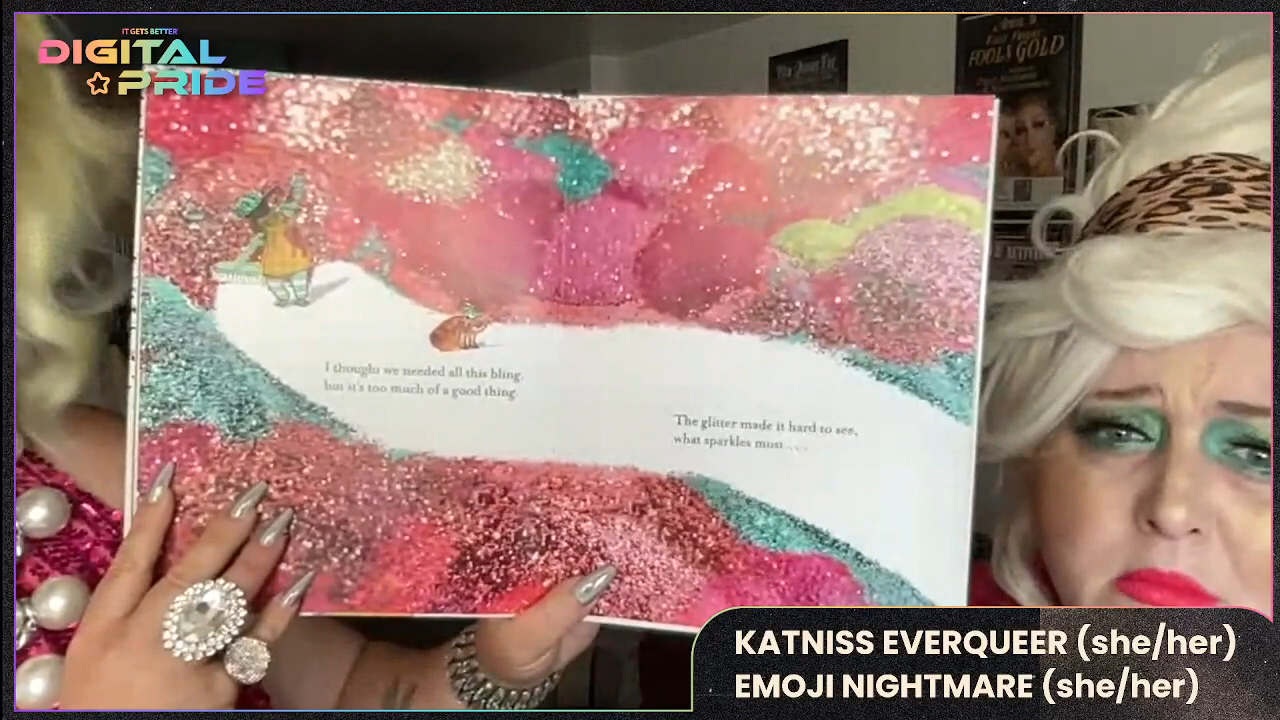 IT GETS BETTER
DIGITAL
PRIDE
FOOLS GOLD
I thought we needed all this bling,
but it's too much of a good thing.
The glitter made it hard to see,
what sparkles most . . . .
KATNISS EVERQUEER (she/her)
EMOJI NIGHTMARE (she/her)